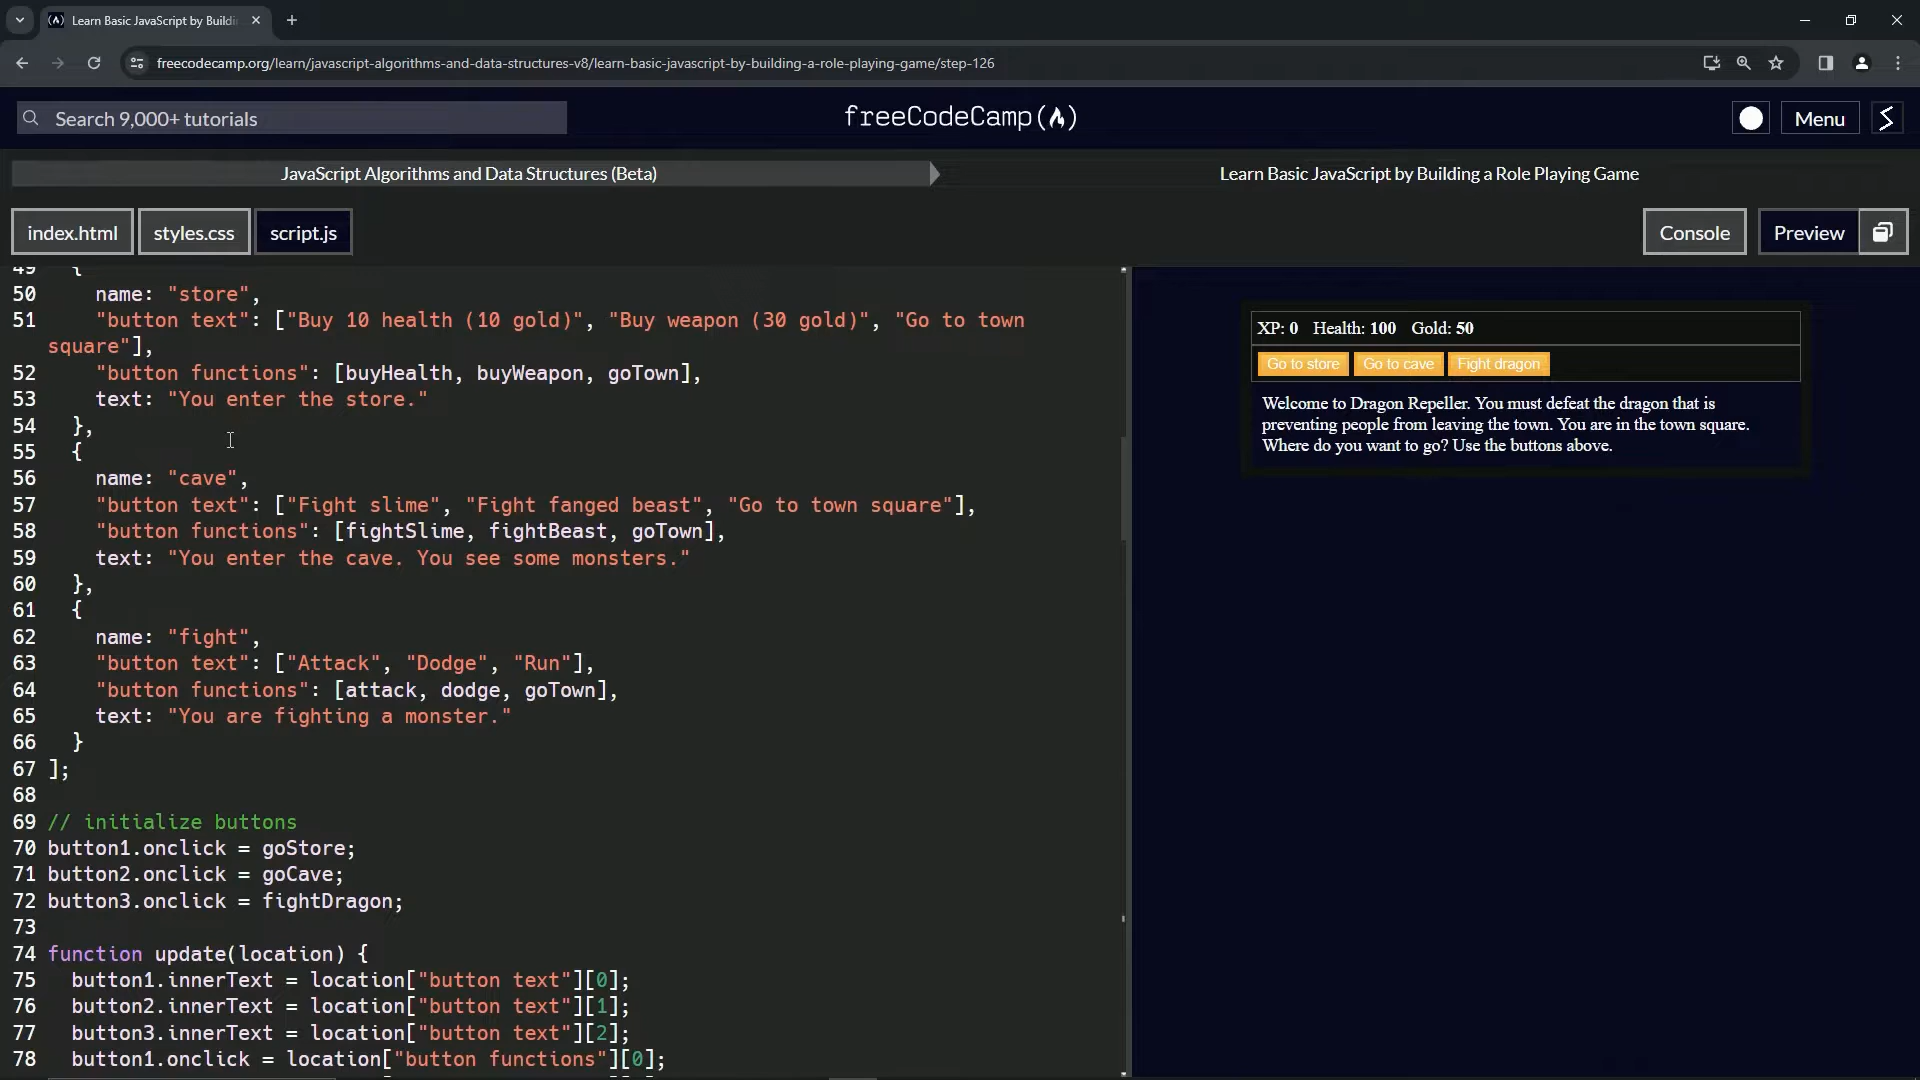 Learn Basic JavaScript by Buildi
freecodecamp.org/learn/javascript-algorithms-and-data-structures-v8/learn-basic-javascript-by-building-a-role-playing-game/step-126
Search 9,000+ tutorials
freeCodeCamp
Menu
JavaScript Algorithms and Data Structures (Beta)
Learn Basic JavaScript by Building a Role Playing Game
index.html
styles.css
script.js
Console
Preview
49   {
50     name: "store",
51     "button text": ["Buy 10 health (10 gold)", "Buy weapon (30 gold)", "Go to town
square"],
52     "button functions": [buyHealth, buyWeapon, goTown],
53     text: "You enter the store."
54   },
55   {
56     name: "cave",
57     "button text": ["Fight slime", "Fight fanged beast", "Go to town square"],
58     "button functions": [fightSlime, fightBeast, goTown],
59     text: "You enter the cave. You see some monsters."
60   },
61   {
62     name: "fight",
63     "button text": ["Attack", "Dodge", "Run"],
64     "button functions": [attack, dodge, goTown],
65     text: "You are fighting a monster."
66   }
67 ];
68
69 // initialize buttons
70 button1.onclick = goStore;
71 button2.onclick = goCave;
72 button3.onclick = fightDragon;
73
74 function update(location) {
75   button1.innerText = location["button text"][0];
76   button2.innerText = location["button text"][1];
77   button3.innerText = location["button text"][2];
78   button1.onclick = location["button functions"][0];
XP: 0   Health: 100   Gold: 50
Go to store   Go to cave   Fight dragon
Welcome to Dragon Repeller. You must defeat the dragon that is
preventing people from leaving the town. You are in the town square.
Where do you want to go? Use the buttons above.